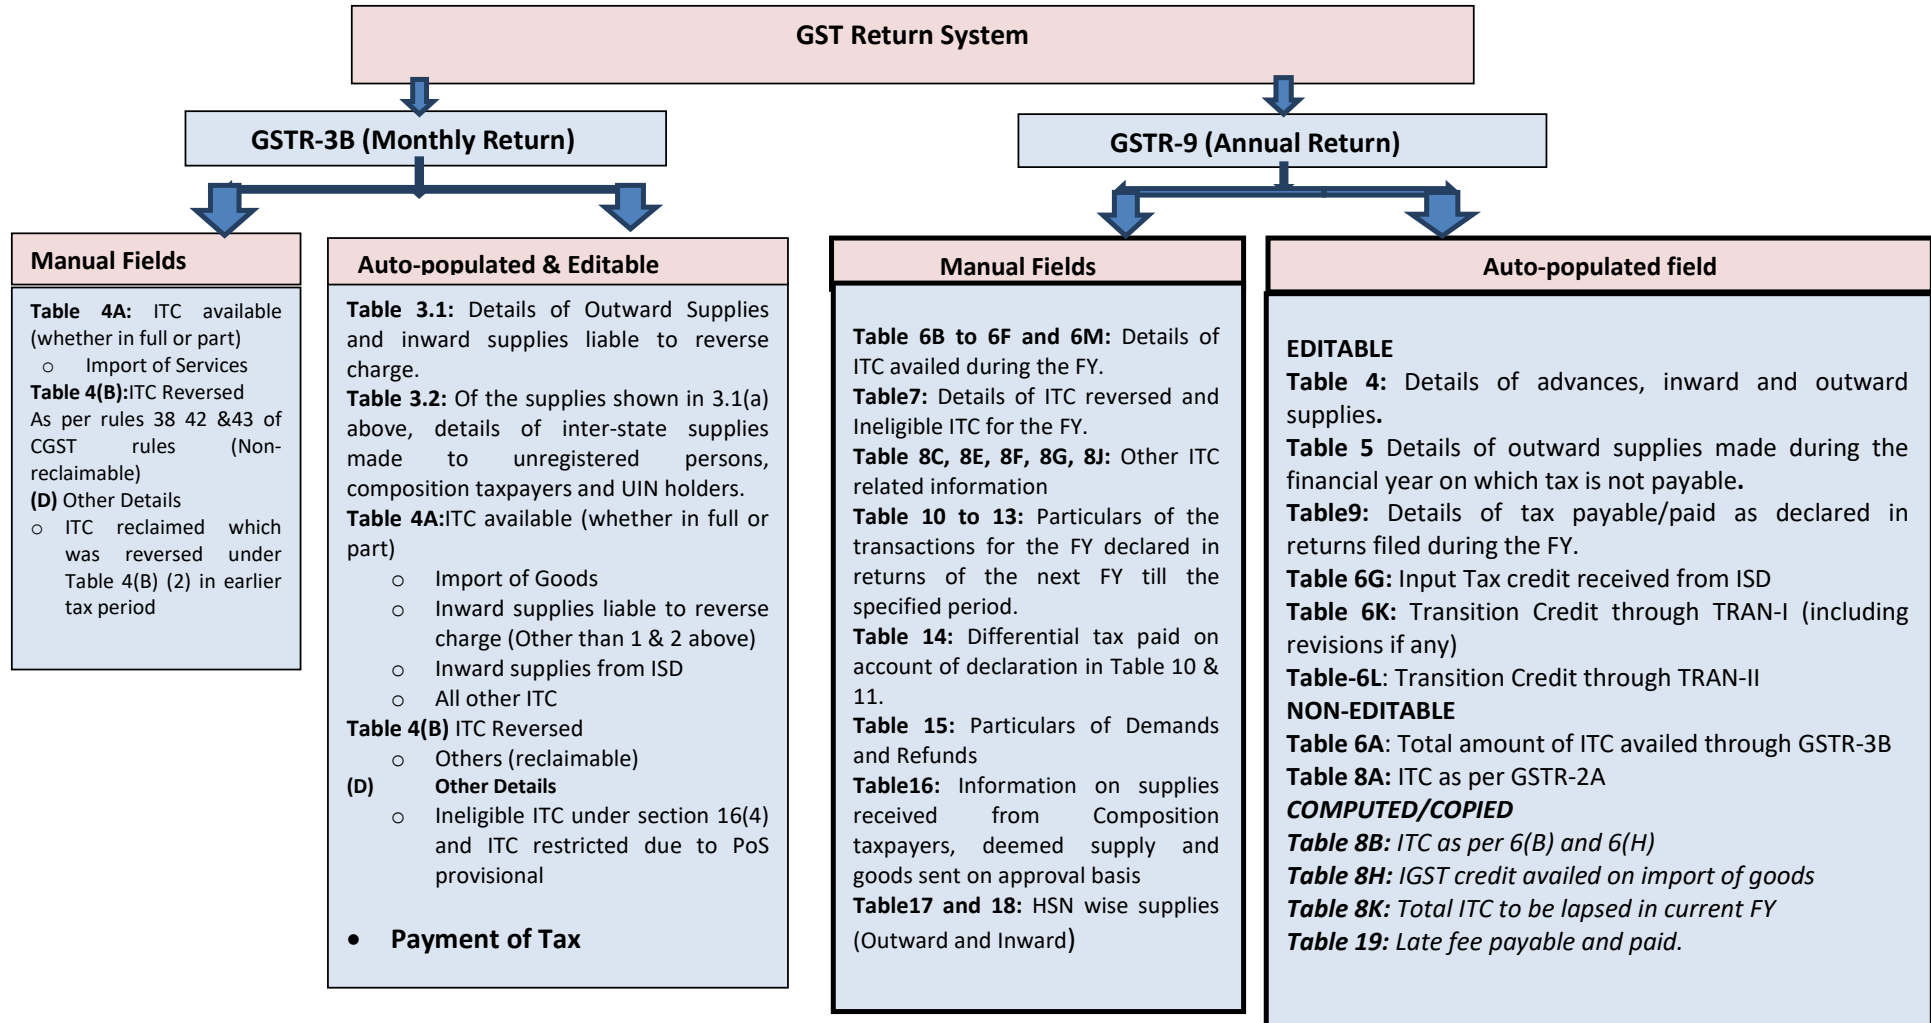 GST Return System
GSTR-3B (Monthly Return)
GSTR-9 (Annual Return)
Manual Fields
Table 4A: ITC available
(whether in full or part)
o Import of Services
Table 4(B):ITC Reversed
As per rules 38 42 &43 of
CGST rules (Non-
reclaimable)
(D) Other Details
o ITC reclaimed which
was reversed under
Table 4(B) (2) in earlier
tax period
Auto-populated & Editable
Table 3.1: Details of Outward Supplies
and inward supplies liable to reverse
charge.
Table 3.2: Of the supplies shown in 3.1(a)
above, details of inter-state supplies
made to unregistered persons,
composition taxpayers and UIN holders.
Table 4A:ITC available (whether in full or
part)
o Import of Goods
o Inward supplies liable to reverse
charge (Other than 1 & 2 above)
o Inward supplies from ISD
o All other ITC
Table 4(B) ITC Reversed
o Others (reclaimable)
(D) Other Details
o Ineligible ITC under section 16(4)
and ITC restricted due to PoS
provisional
• Payment of Tax
Manual Fields
Table 6B to 6F and 6M: Details of
ITC availed during the FY.
Table7: Details of ITC reversed and
Ineligible ITC for the FY.
Table 8C, 8E, 8F, 8G, 8J: Other ITC
related information
Table 10 to 13: Particulars of the
transactions for the FY declared in
returns of the next FY till the
specified period.
Table 14: Differential tax paid on
account of declaration in Table 10 &
11.
Table 15: Particulars of Demands
and Refunds
Table16: Information on supplies
received from Composition
taxpayers, deemed supply and
goods sent on approval basis
Table17 and 18: HSN wise supplies
(Outward and Inward)
Auto-populated field
EDITABLE
Table 4: Details of advances, inward and outward
supplies.
Table 5 Details of outward supplies made during the
financial year on which tax is not payable.
Table9: Details of tax payable/paid as declared in
returns filed during the FY.
Table 6G: Input Tax credit received from ISD
Table 6K: Transition Credit through TRAN-I (including
revisions if any)
Table-6L: Transition Credit through TRAN-II
NON-EDITABLE
Table 6A: Total amount of ITC availed through GSTR-3B
Table 8A: ITC as per GSTR-2A
COMPUTED/COPIED
Table 8B: ITC as per 6(B) and 6(H)
Table 8H: IGST credit availed on import of goods
Table 8K: Total ITC to be lapsed in current FY
Table 19: Late fee payable and paid.